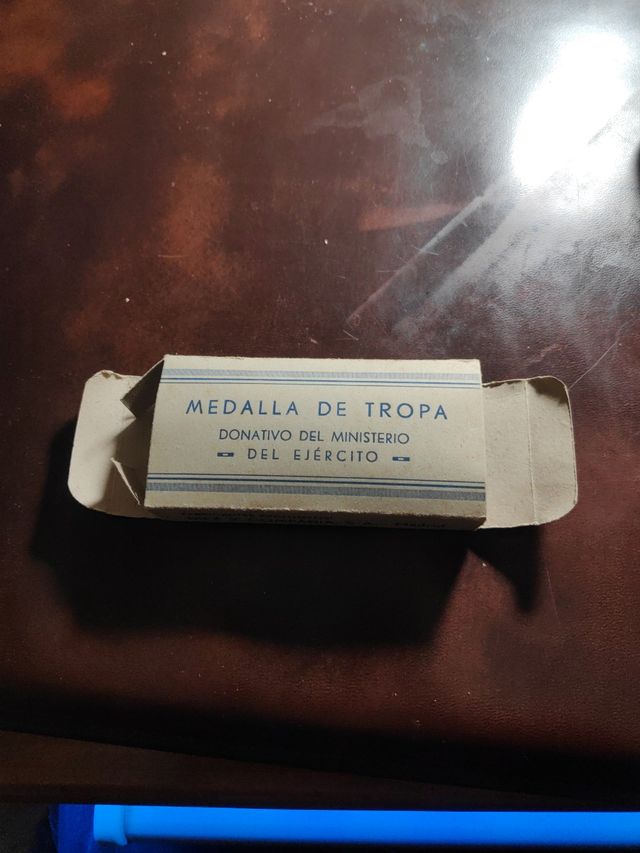 MEDALLA DE TROPA
DONATIVO DEL MINISTERIO
DEL EJÉRCITO